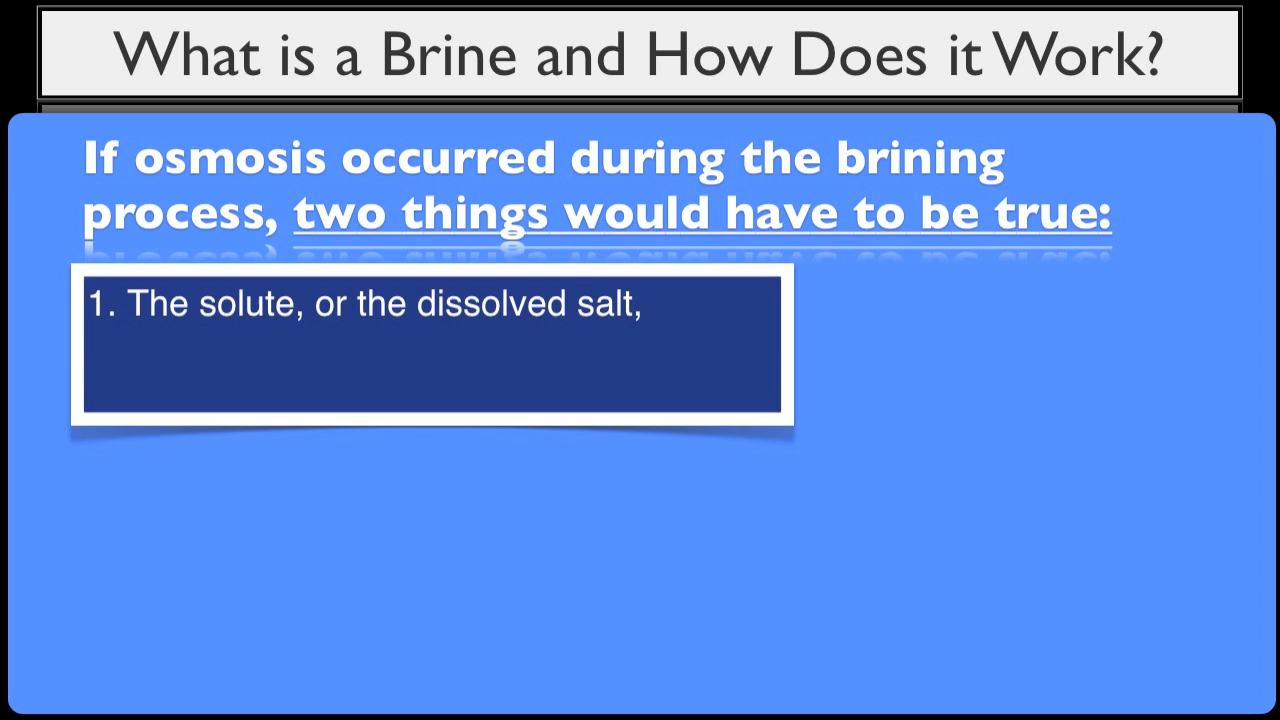 What is a Brine and How Does it Work?
If osmosis occurred during the brining
process, two things would have to be true:
1. The solute, or the dissolved salt,